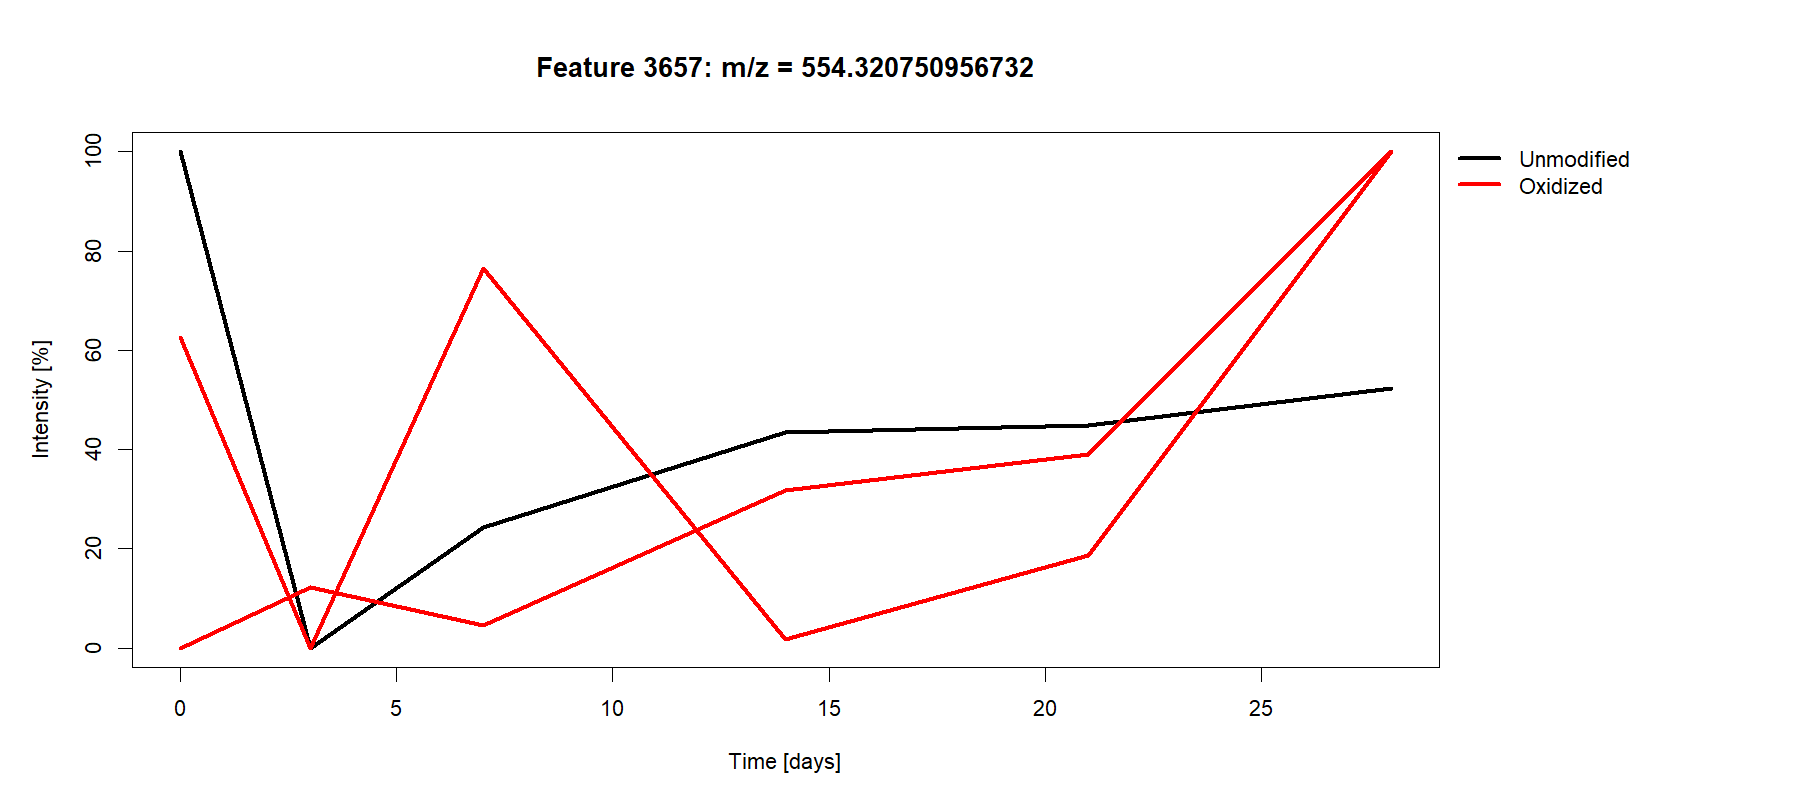 Feature 3657: m/z = 554.320750956732
Unmodified
Oxidized
Intensity [%]
100
80
60
40
20
0
0 5 10 15 20 25
Time [days]